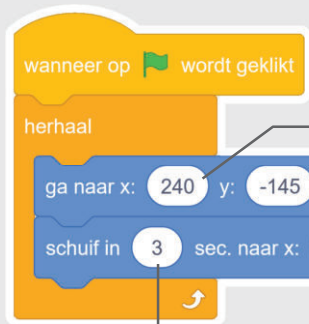 wanneer op wordt geklikt
herhaal
ga naar x: 240 y: -145
schuif in 3 sec. naar x: